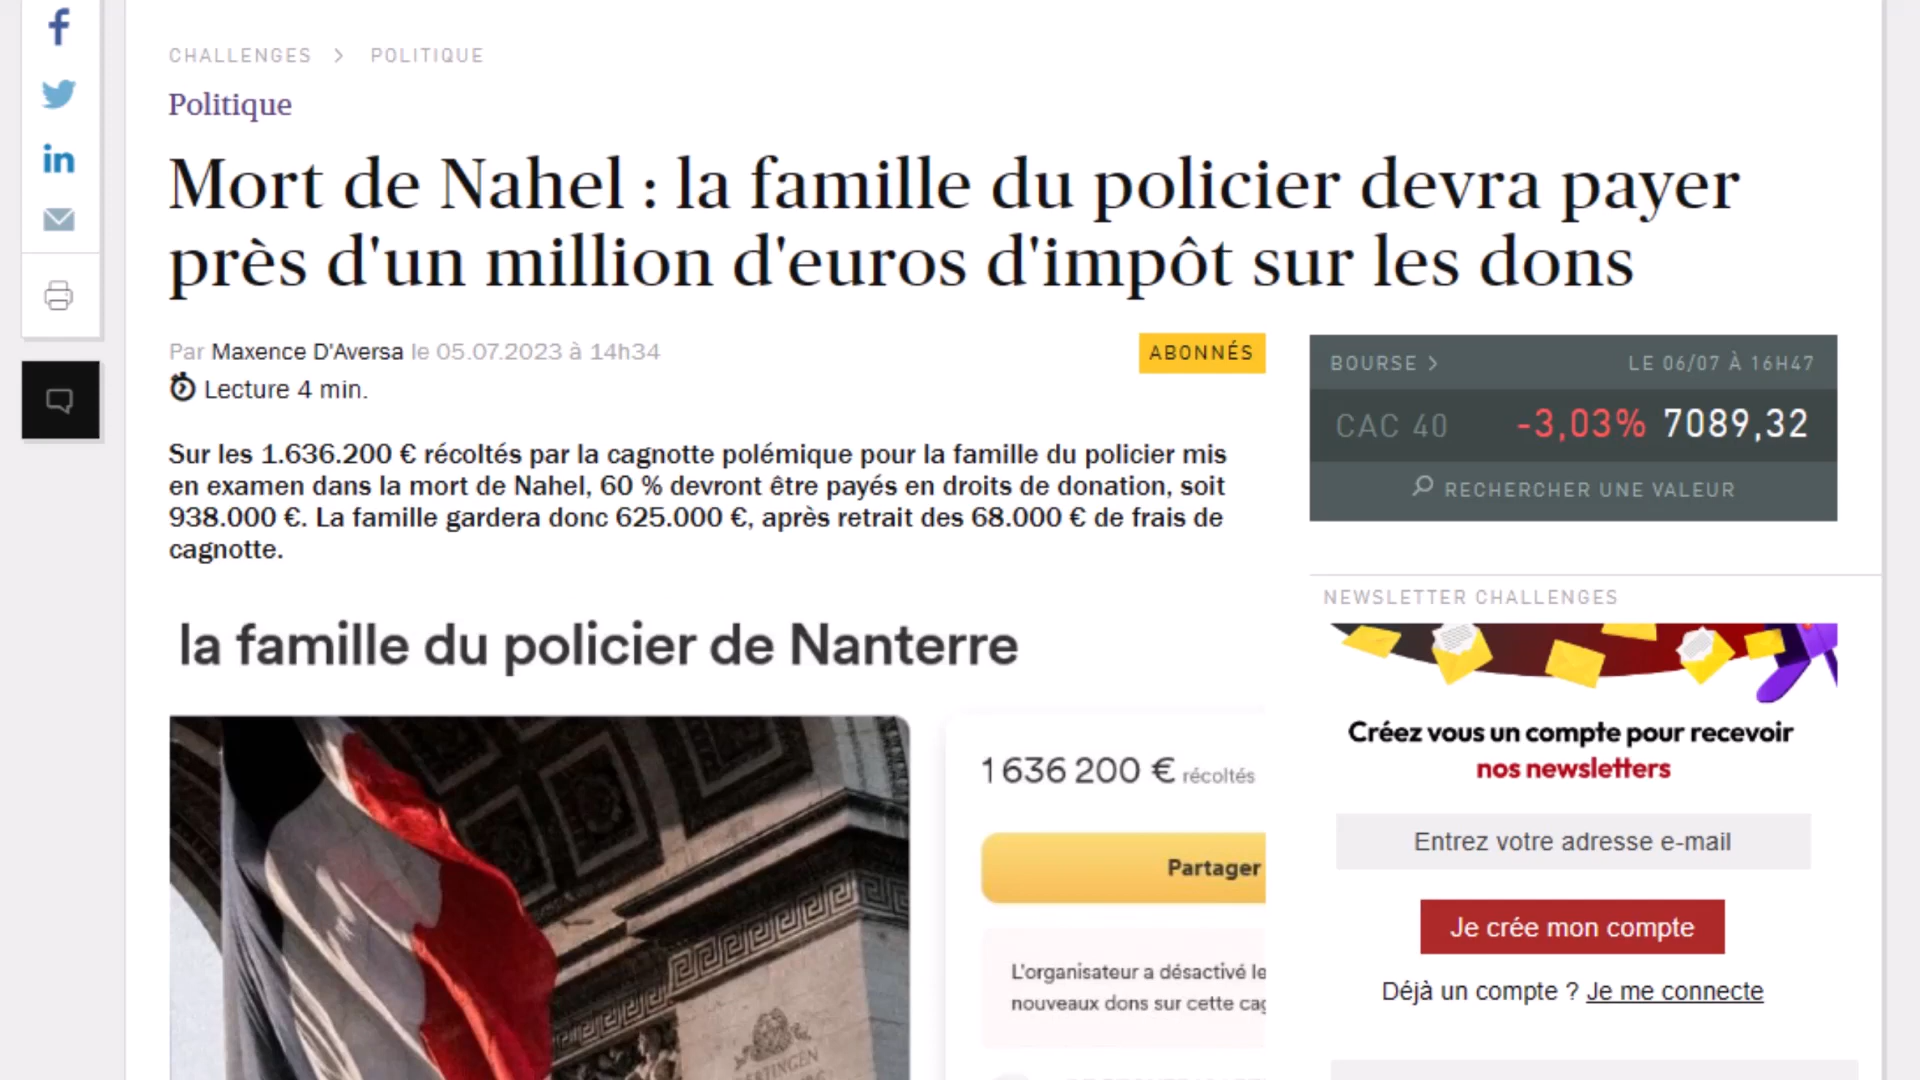 CHALLENGES > POLITIQUE
Politique
Mort de Nahel : la famille du policier devra payer
près d'un million d'euros d'impôt sur les dons
Par Maxence D'Aversa le 05.07.2023 à 14h34
ABONNÉS
Lecture 4 min.
Sur les 1.636.200 € récoltés par la cagnotte polémique pour la famille du policier mis
en examen dans la mort de Nahel, 60 % devront être payés en droits de donation, soit
938.000 €. La famille gardera donc 625.000 €, après retrait des 68.000 € de frais de
cagnotte.
la famille du policier de Nanterre
1 636 200 € récoltés
Partager
L'organisateur a désactivé le
nouveaux dons sur cette cag
BOURSE > LE 06/07 À 16H47
CAC 40 -3,03% 7089,32
RECHERCHER UNE VALEUR
NEWSLETTER CHALLENGES
Créez vous un compte pour recevoir
nos newsletters
Entrez votre adresse e-mail
Je crée mon compte
Déjà un compte ? Je me connecte